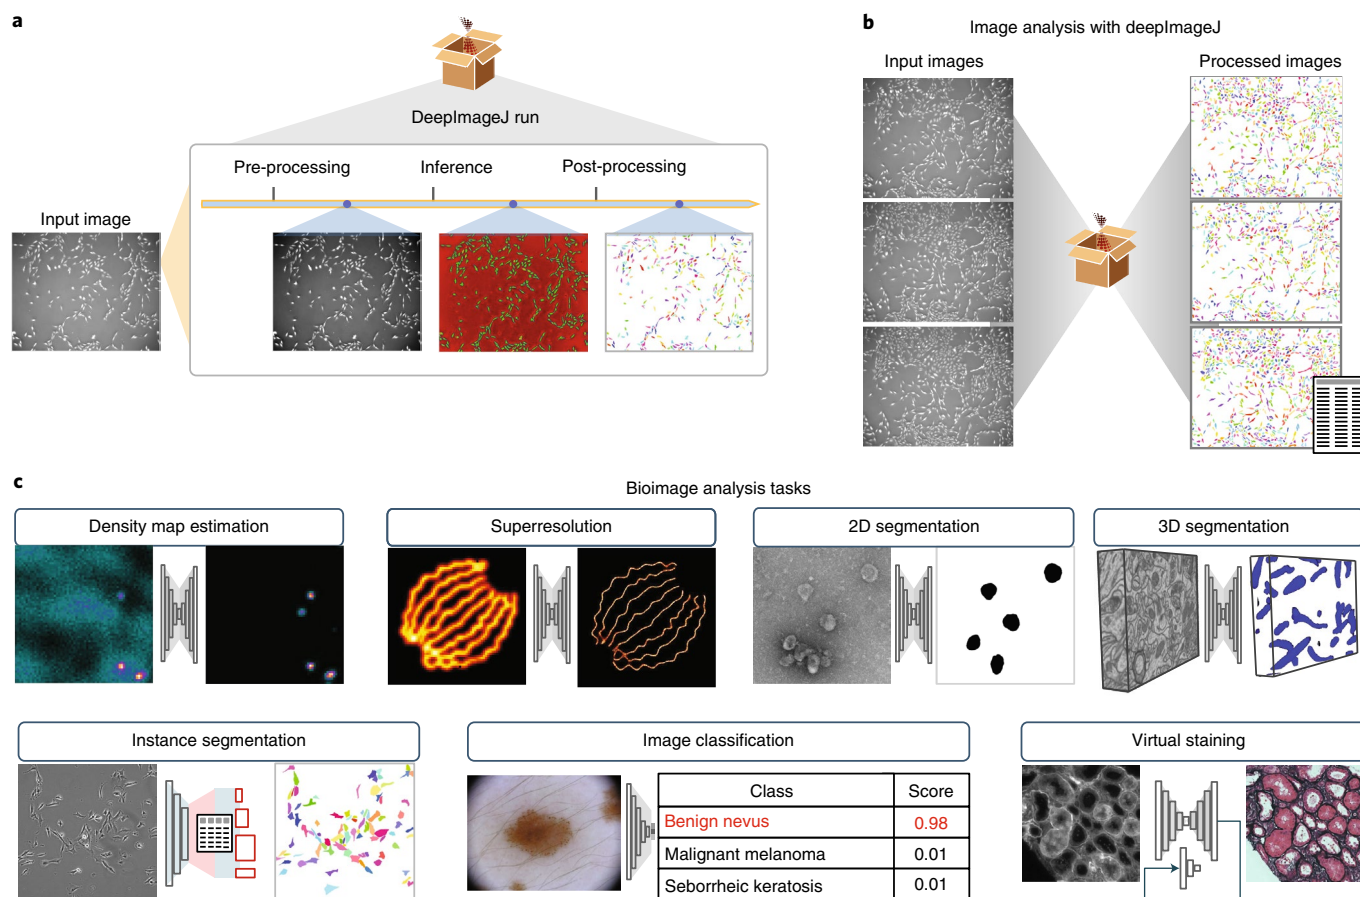 a
DeepImageJ run
Pre-processing
Inference
Post-processing
Input image
b
Image analysis with deepImageJ
Input images
Processed images
c
Bioimage analysis tasks
Density map estimation
Superresolution
2D segmentation
3D segmentation
Instance segmentation
Image classification
Class Score
Benign nevus 0.98
Malignant melanoma 0.01
Seborrheic keratosis 0.01
Virtual staining